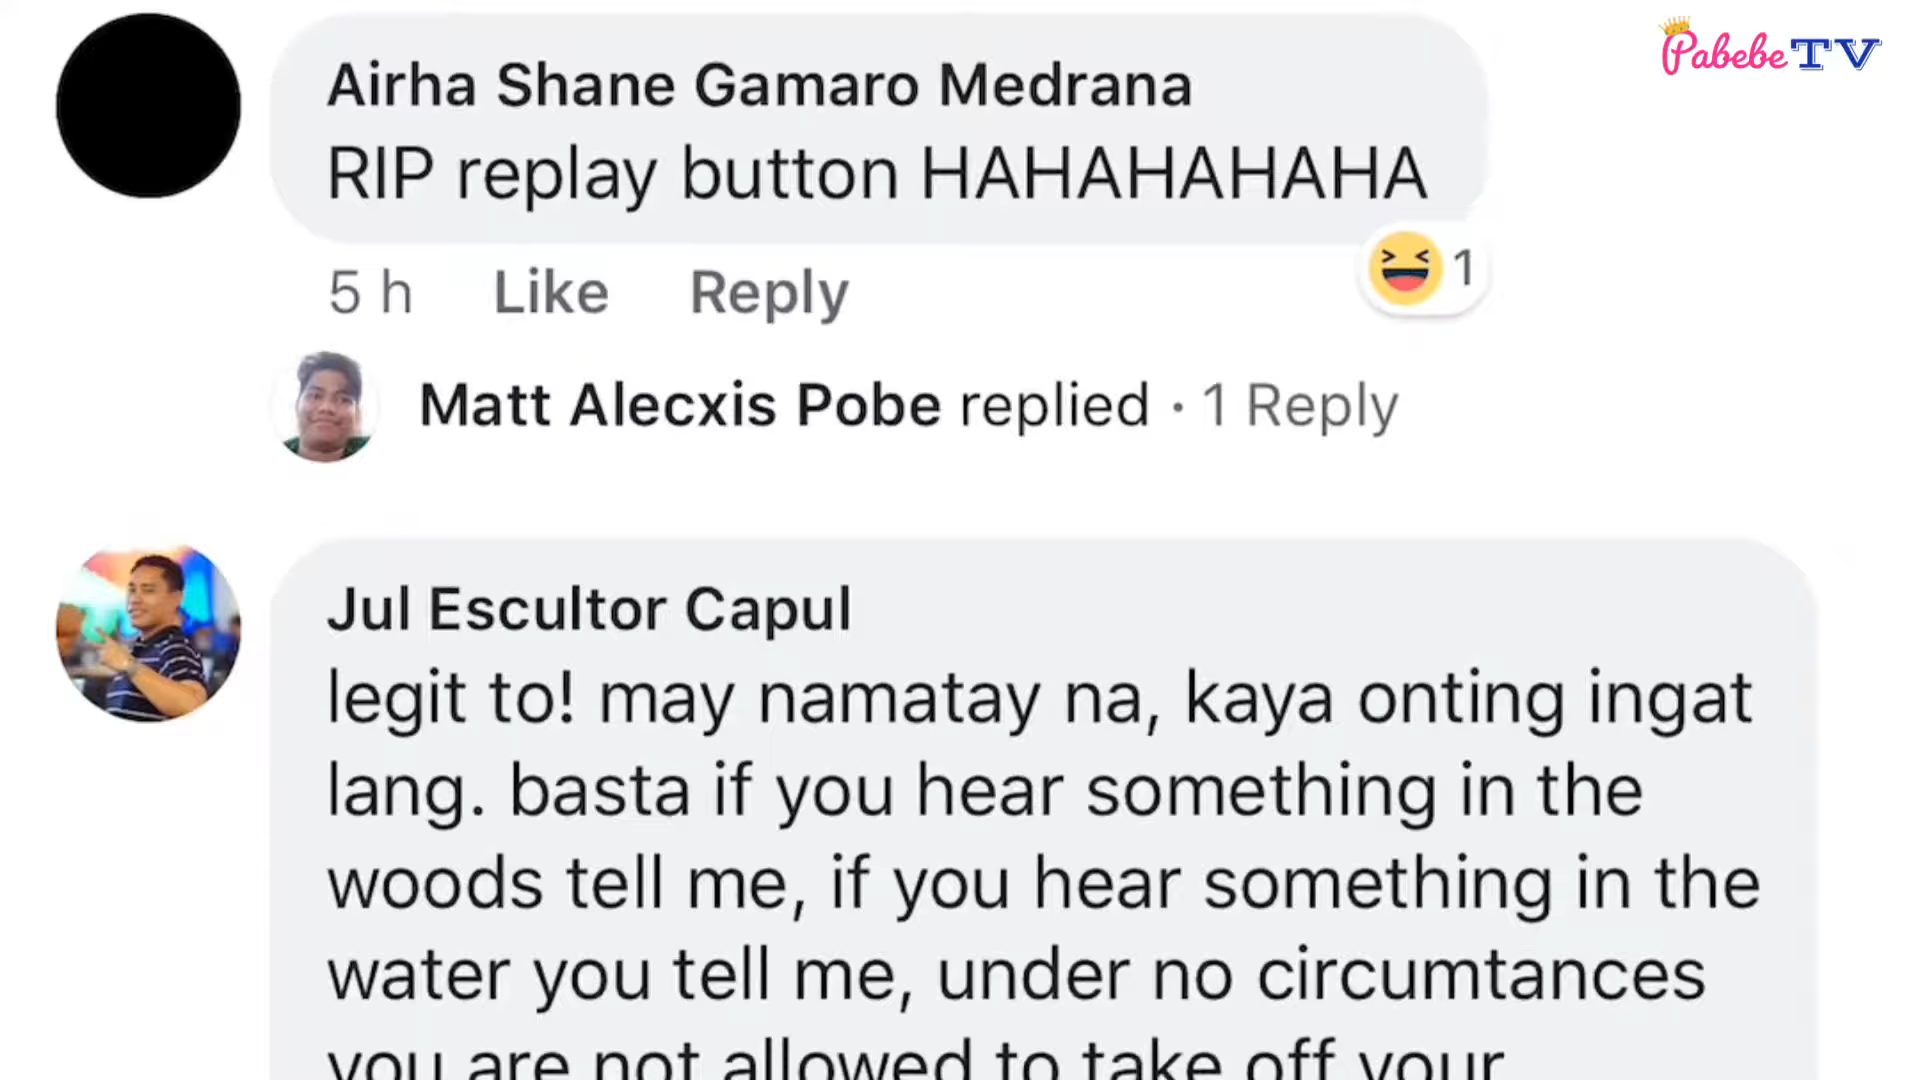 Pabebe TV
Airha Shane Gamaro Medrana
RIP replay button HAHAHAHAHA
1
5 h Like Reply
Matt Alecxis Pobe replied · 1 Reply
Jul Escultor Capul
legit to! may namatay na, kaya onting ingat
lang. basta if you hear something in the
woods tell me, if you hear something in the
water you tell me, under no circumtances
you are not allowed to take off your